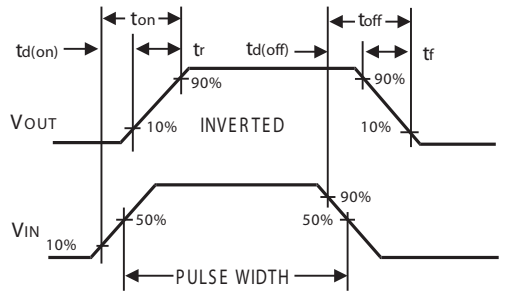 ton toff
td(on) tr td(off) tf
90% 90%
VOUT 10% INVERTED 10%
90%
VIN 10% 50% 50%
PULSE WIDTH